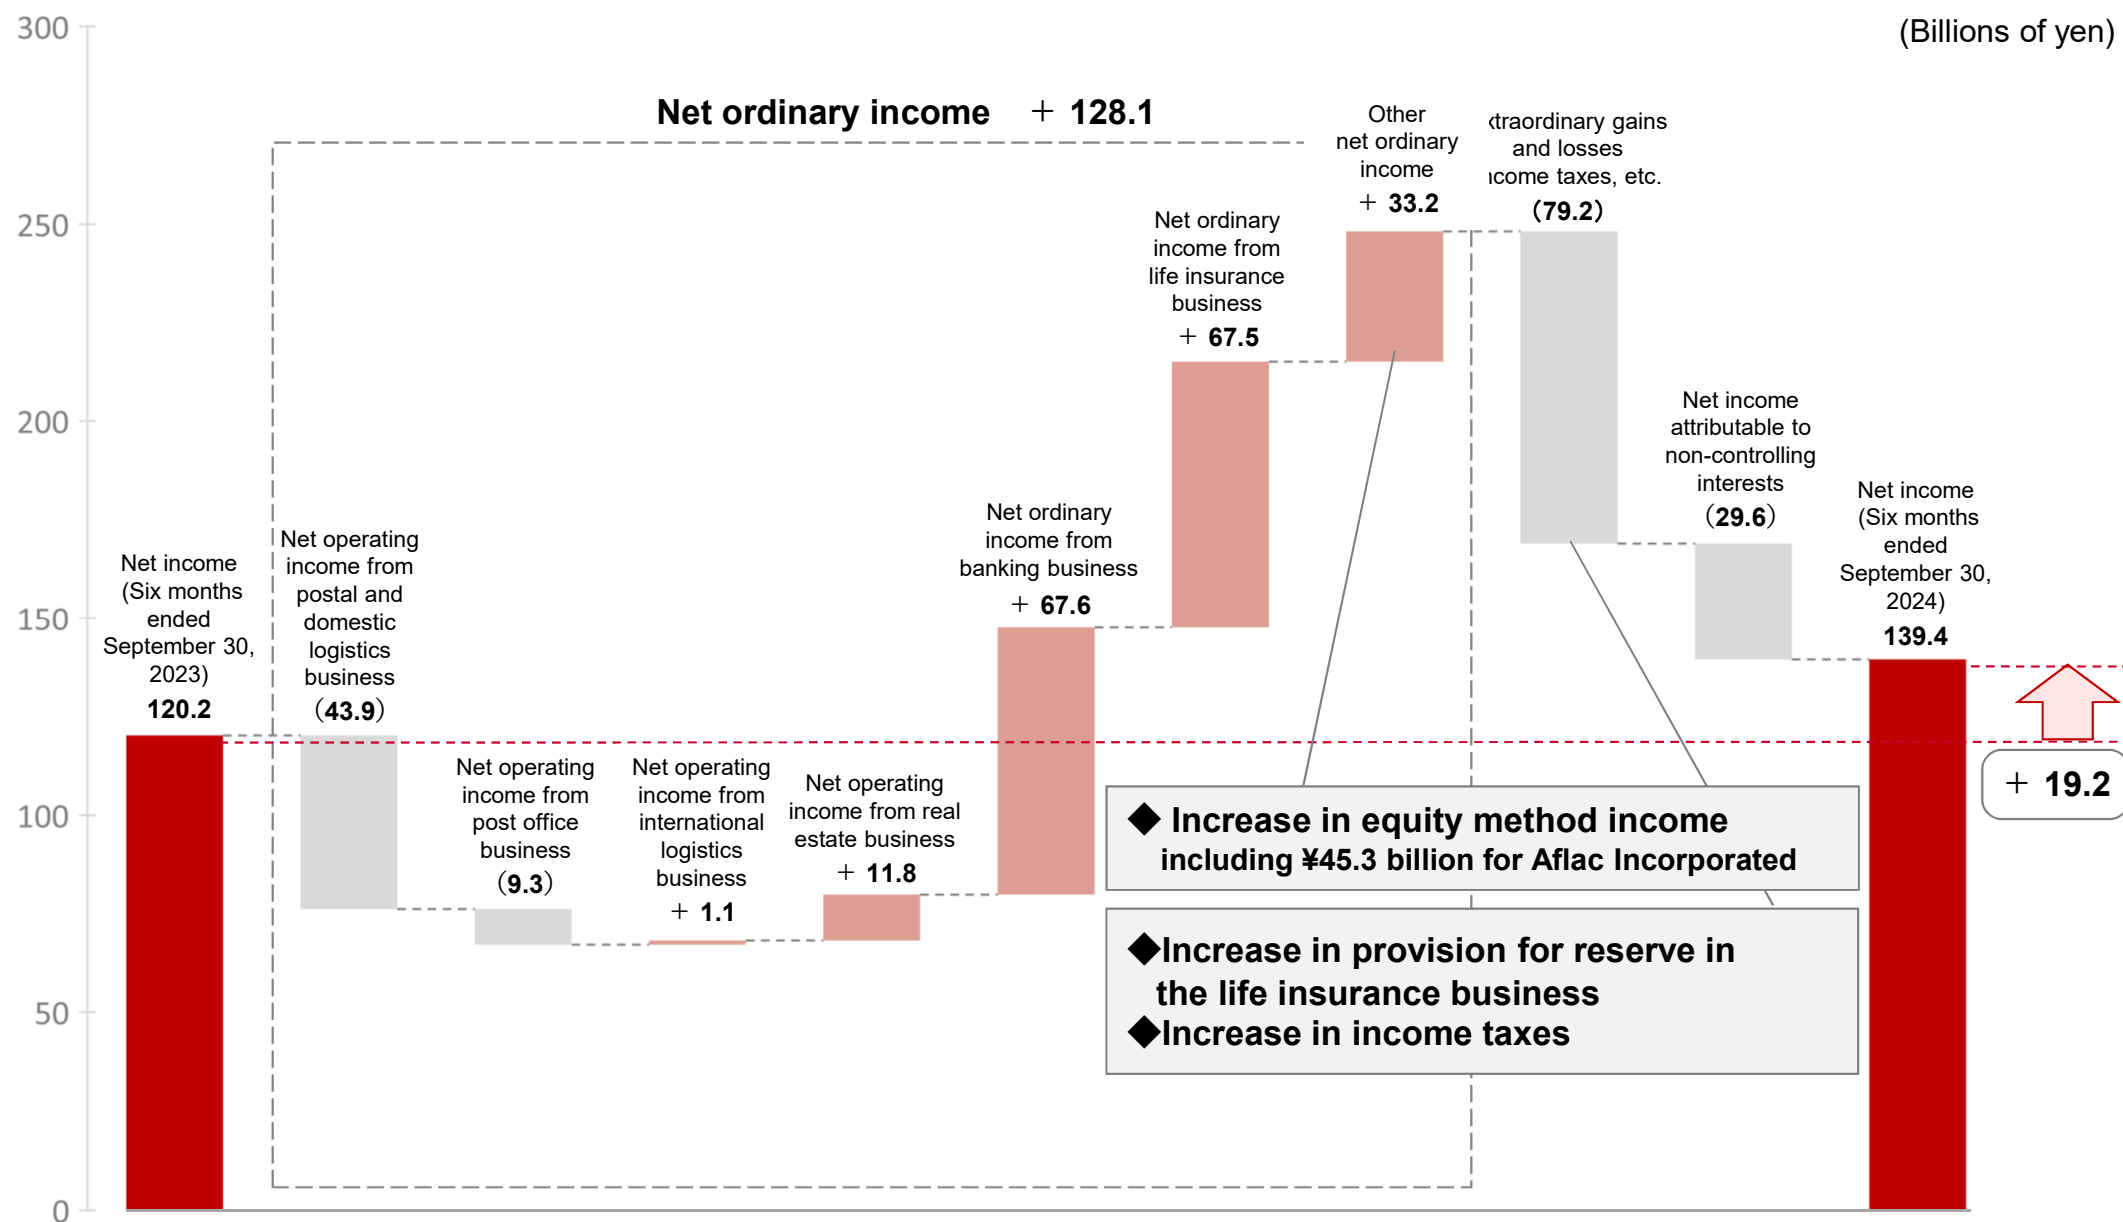 (Billions of yen)
300
250
200
150
100
50
0
Net ordinary income ＋ 128.1
Net income
(Six months
ended
September 30,
2023)
120.2
Net operating
income from
postal and
domestic
logistics
business
（43.9）
Net operating
income from
post office
business
（9.3）
Net operating
income from
international
logistics
business
＋ 1.1
Net operating
income from real
estate business
＋ 11.8
Net ordinary
income from
banking business
＋ 67.6
Net ordinary
income from
life insurance
business
＋ 67.5
Other
net ordinary
income
＋ 33.2
xtraordinary gains
and losses
ncome taxes, etc.
（79.2）
Net income
attributable to
non-controlling
interests
（29.6）
Net income
(Six months
ended
September 30,
2024)
139.4
＋ 19.2
◆ Increase in equity method income
including ¥45.3 billion for Aflac Incorporated
◆Increase in provision for reserve in
the life insurance business
◆Increase in income taxes